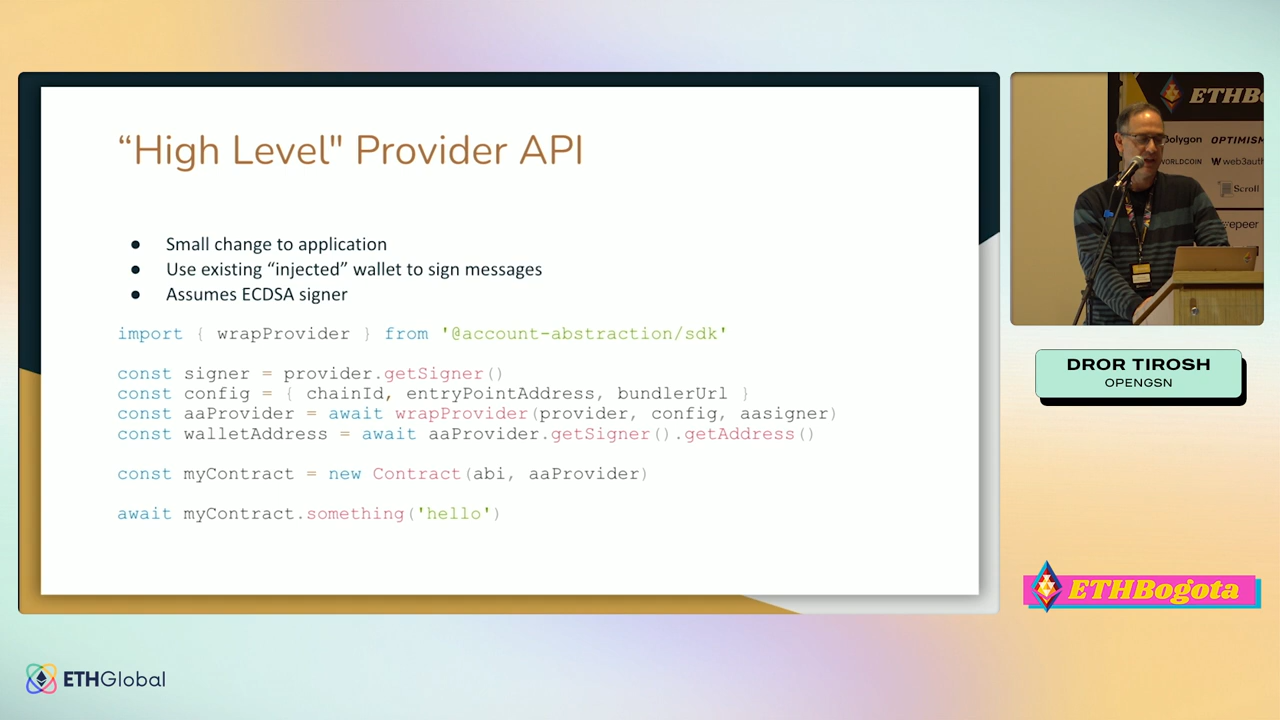 “High Level" Provider API
● Small change to application
● Use existing “injected” wallet to sign messages
● Assumes ECDSA signer
import { wrapProvider } from '@account-abstraction/sdk'
const signer = provider.getSigner()
const config = { chainId, entryPointAddress, bundlerUrl }
const aaProvider = await wrapProvider(provider, config, aasigner)
const walletAddress = await aaProvider.getSigner().getAddress()
const myContract = new Contract(abi, aaProvider)
await myContract.something('hello')
ETHB
olygon OPTIMISM
WORLDCOIN web3auth
Scroll
epeer
DROR TIROSH
OPENGSN
ETHBogota
ETHGlobal